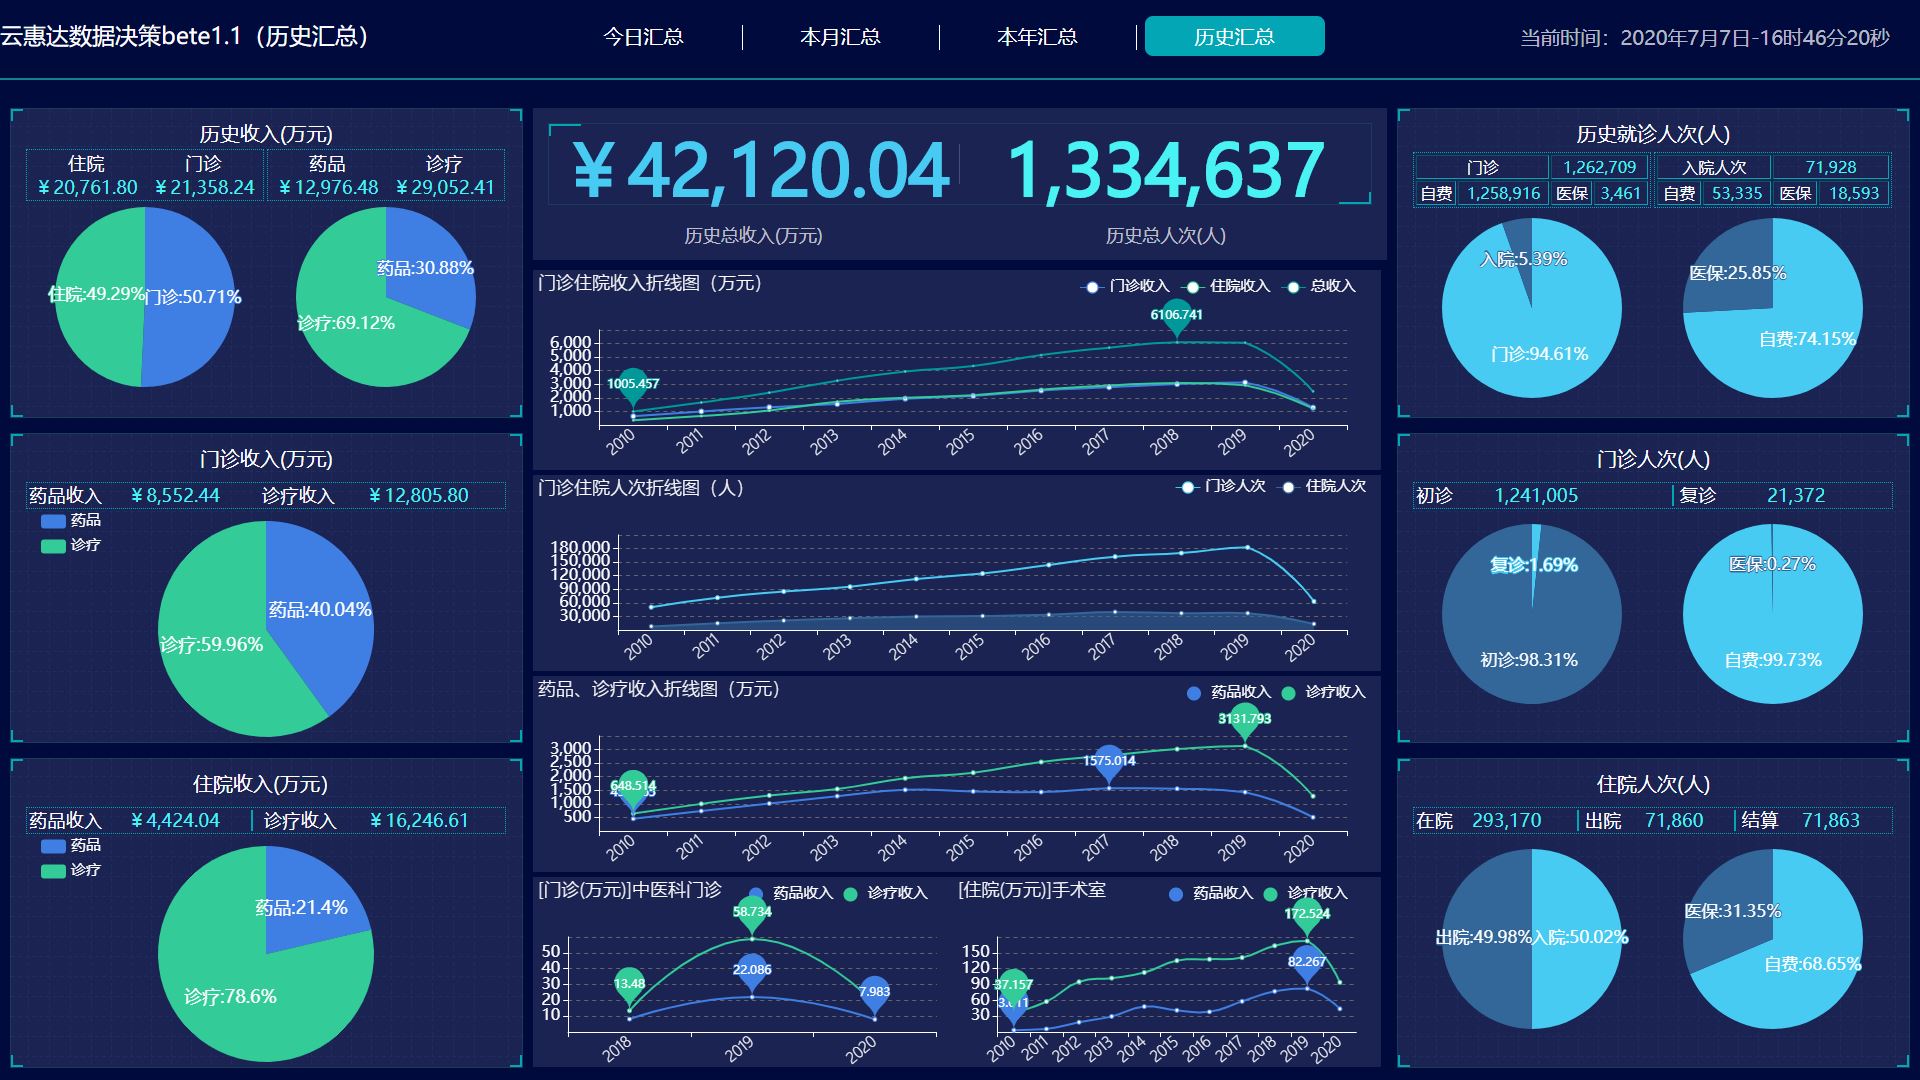 云惠达数据决策bete1.1（历史汇总）
今日汇总
本月汇总
本年汇总
历史汇总
当前时间：2020年7月7日-16时46分20秒
历史收入(万元)
住院 门诊 药品 诊疗
¥20,761.80 ¥21,358.24 ¥12,976.48 ¥29,052.41
住院:49.29%
门诊:50.71%
药品:30.88%
诊疗:69.12%
门诊收入(万元)
药品收入 ¥8,552.44 诊疗收入 ¥12,805.80
药品
诊疗
药品:40.04%
诊疗:59.96%
住院收入(万元)
药品收入 ¥4,424.04 诊疗收入 ¥16,246.61
药品
诊疗
药品:21.4%
诊疗:78.6%
¥42,120.04 1,334,637
历史总收入(万元) 历史总人次(人)
门诊住院收入折线图（万元）
门诊收入 住院收入 总收入
6106.741
1005.457
6,000
5,000
4,000
3,000
2,000
1,000
2010 2011 2012 2013 2014 2015 2016 2017 2018 2019 2020
门诊住院人次折线图（人）
门诊人次 住院人次
180,000
150,000
120,000
90,000
60,000
30,000
2010 2011 2012 2013 2014 2015 2016 2017 2018 2019 2020
药品、诊疗收入折线图（万元）
药品收入 诊疗收入
3131.793
1575.014
648.514
3,000
2,500
2,000
1,500
1,000
500
2010 2011 2012 2013 2014 2015 2016 2017 2018 2019 2020
[门诊(万元)]中医科门诊
药品收入 诊疗收入
58.734
22.086
13.48
7.983
50
40
30
20
10
2018 2019 2020
[住院(万元)]手术室
药品收入 诊疗收入
172.524
82.267
37.157
150
120
90
60
30
2010 2011 2012 2013 2014 2015 2016 2017 2018 2019 2020
历史就诊人次(人)
门诊 1,262,709 入院人次 71,928
自费 1,258,916 医保 3,461 自费 53,335 医保 18,593
入院:5.39%
门诊:94.61%
医保:25.85%
自费:74.15%
门诊人次(人)
初诊 1,241,005 复诊 21,372
复诊:1.69%
初诊:98.31%
医保:0.27%
自费:99.73%
住院人次(人)
在院 293,170 出院 71,860 结算 71,863
出院:49.98%
入院:50.02%
医保:31.35%
自费:68.65%